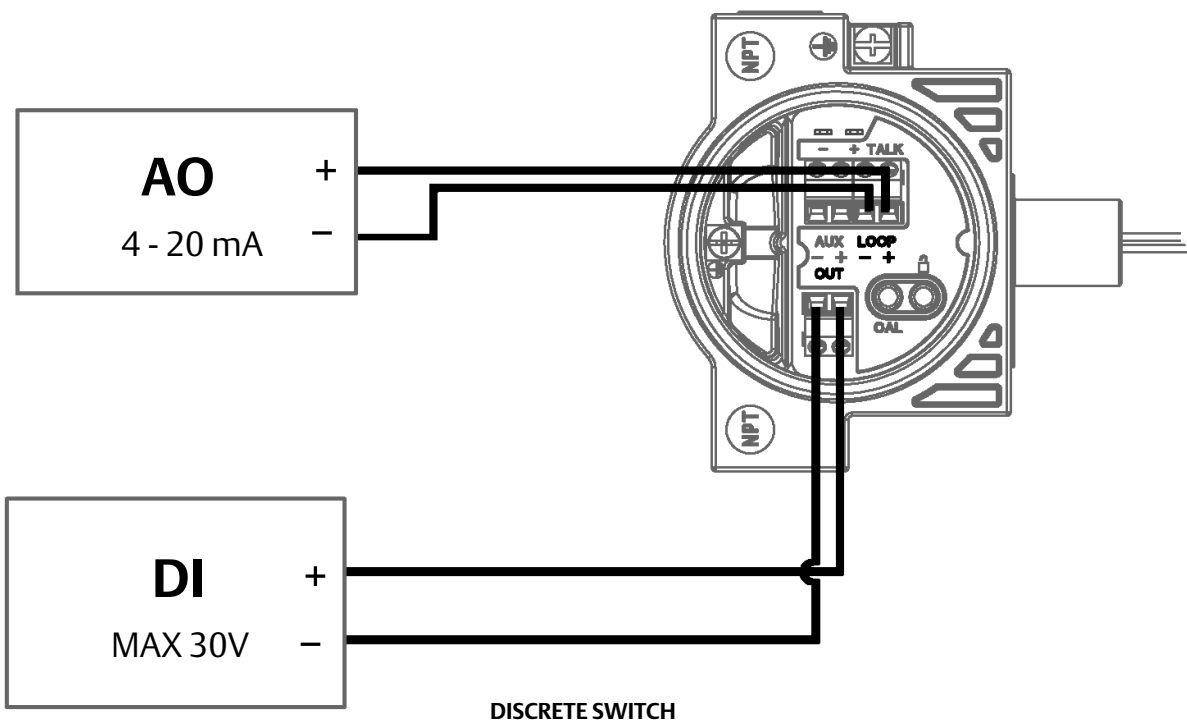 NPT
AO
4 - 20 mA
+
−
− + TALK
AUX LOOP
− + − +
OUT
CAL
NPT
DI
MAX 30V
+
−
DISCRETE SWITCH